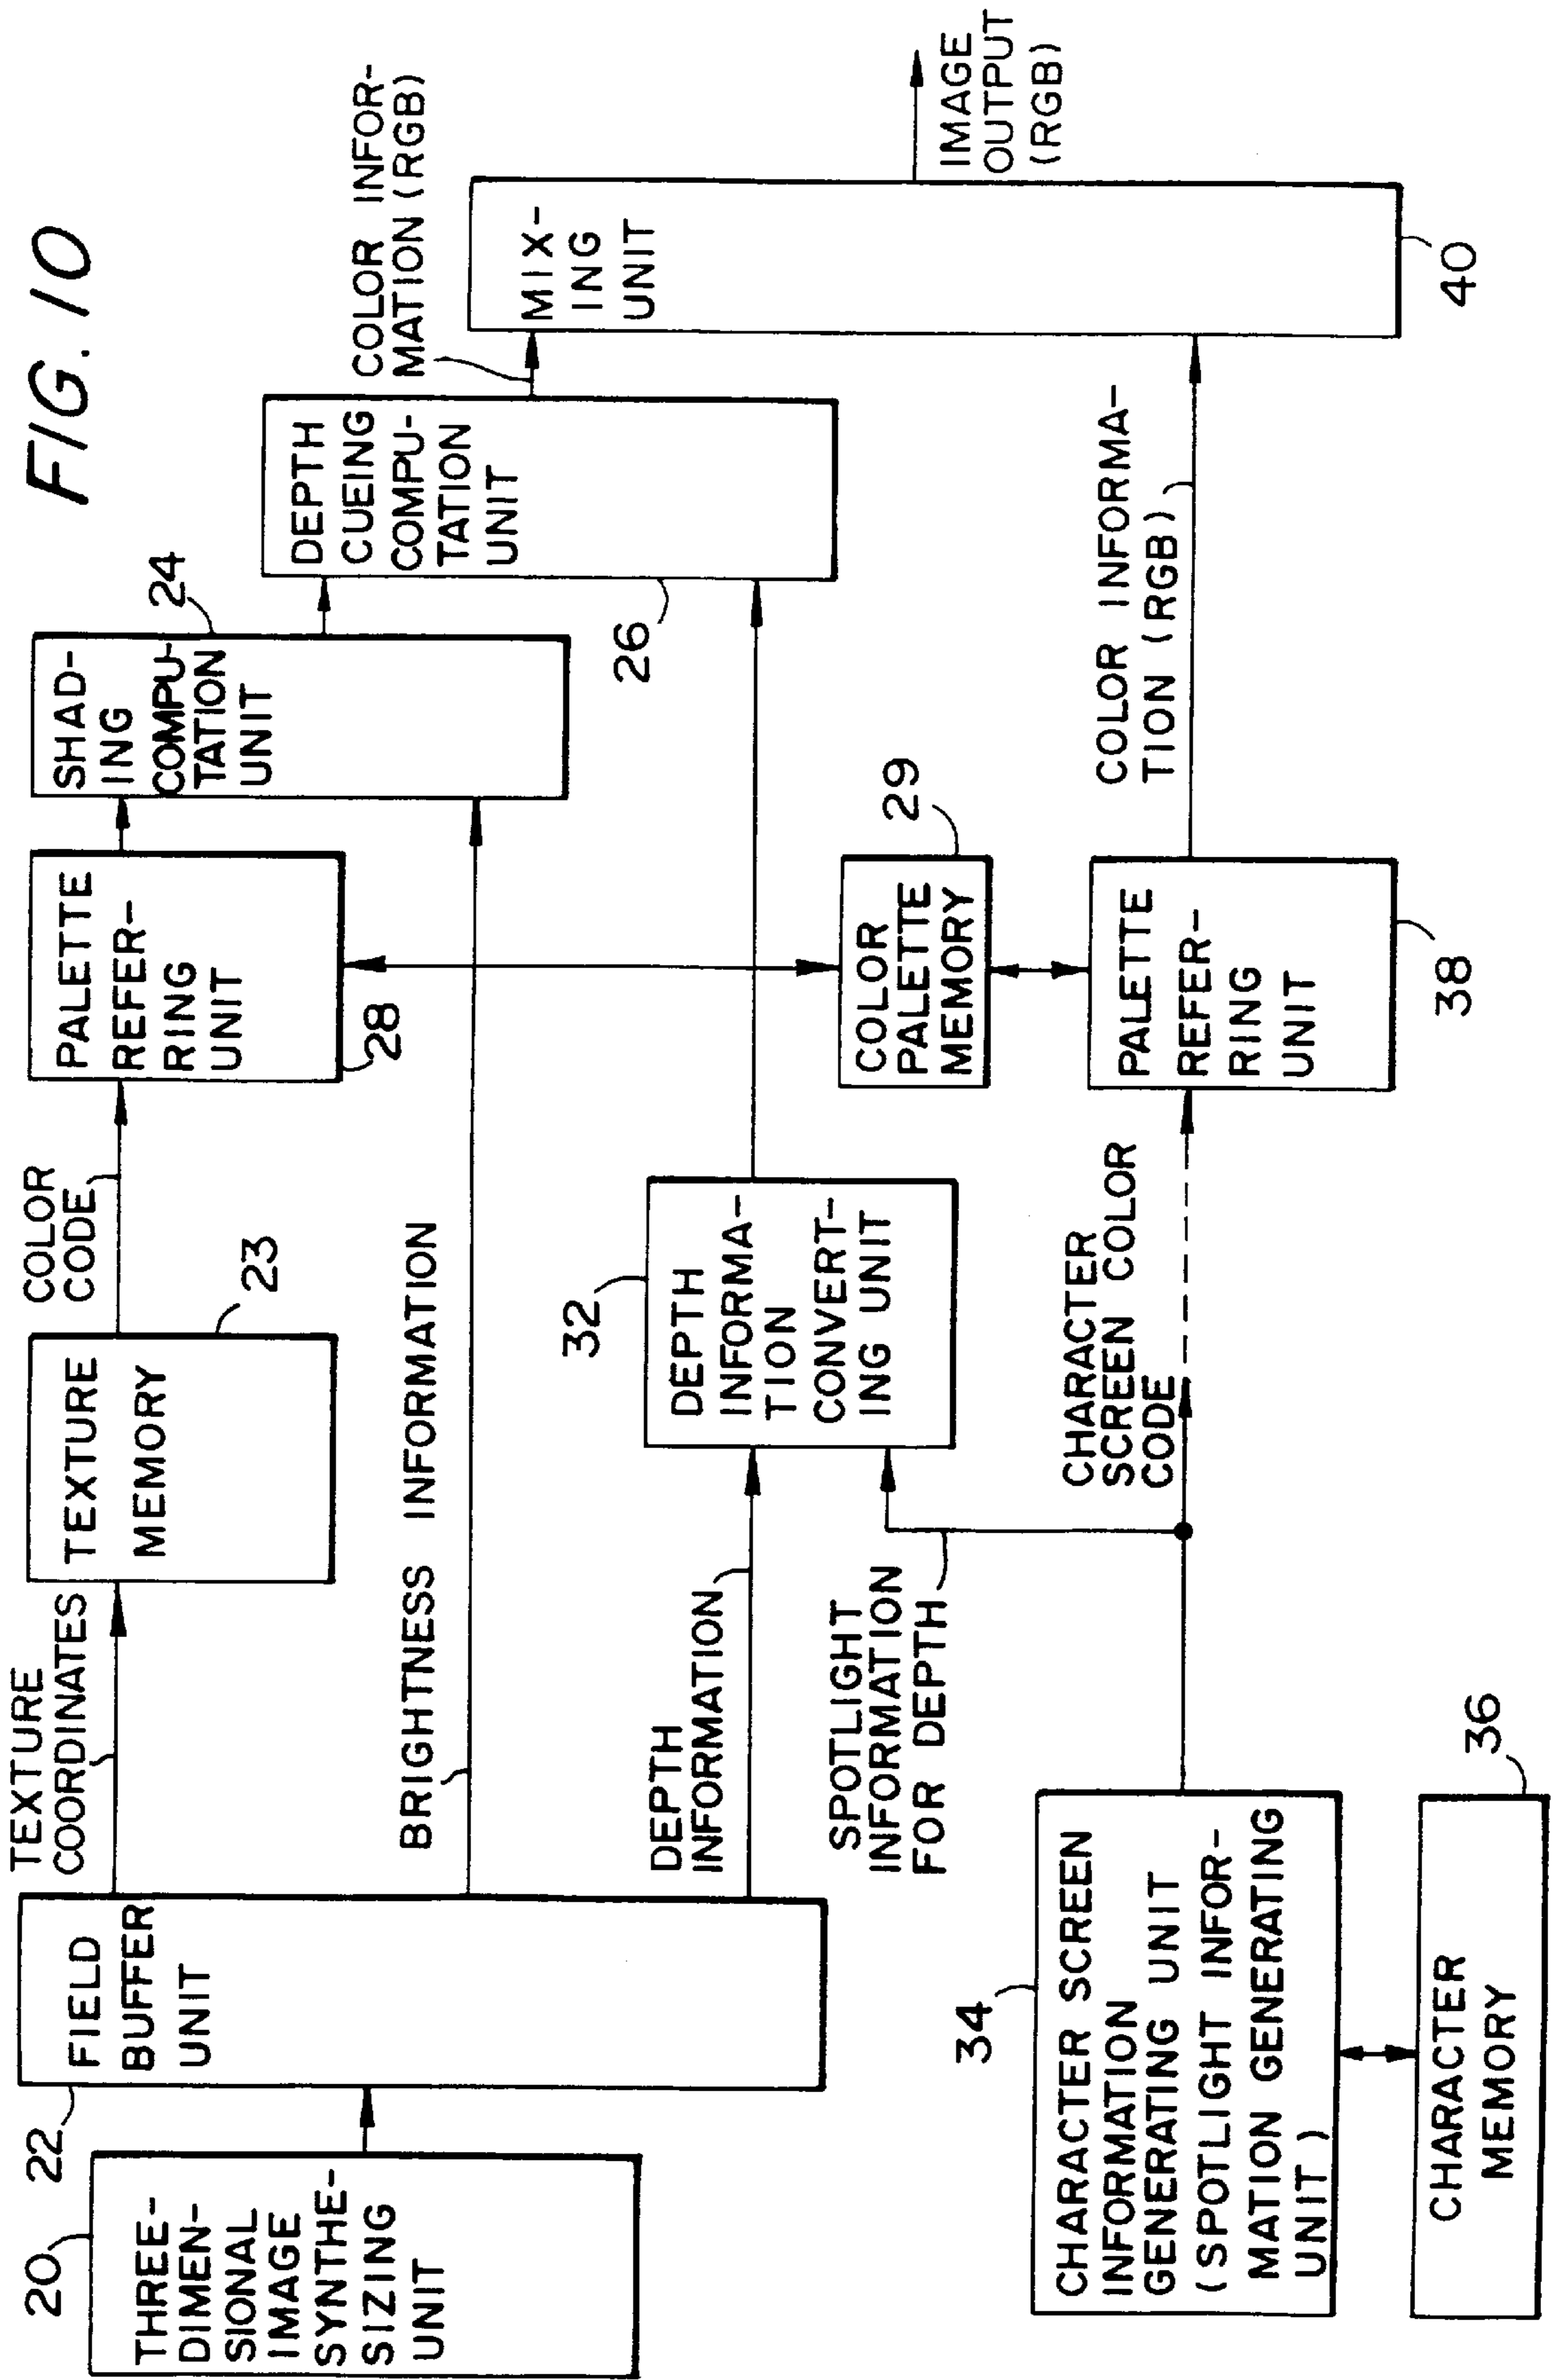 FIG. 10
20
THREE-
DIMEN-
SIONAL
IMAGE
SYNTHE-
SIZING
UNIT
22
FIELD
BUFFER
UNIT
TEXTURE
COORDINATES
TEXTURE
MEMORY
23
COLOR
CODE
PALETTE
REFER-
RING
UNIT
28
SHAD-
ING
COMPU-
TATION
UNIT
24
BRIGHTNESS INFORMATION
DEPTH
CUEING
COMPU-
TATION
UNIT
26
COLOR INFOR-
MATION (RGB)
MIX-
ING
UNIT
40
IMAGE
OUTPUT
(RGB)
DEPTH
INFORMATION
32
DEPTH
INFORMA-
TION
CONVERT-
ING UNIT
SPOTLIGHT
INFORMATION
FOR DEPTH
COLOR
PALETTE
MEMORY
29
34
CHARACTER SCREEN
INFORMATION
GENERATING UNIT
(SPOTLIGHT INFOR-
MATION GENERATING
UNIT)
CHARACTER
MEMORY
36
CHARACTER
SCREEN COLOR
CODE
PALETTE
REFER-
RING
UNIT
38
COLOR INFORMA-
TION (RGB)